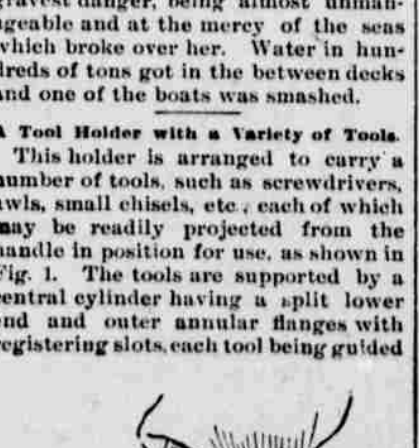 gravest danger, being almost unman-
ageable and at the mercy of the seas
which broke over her. Water in hun-
dreds of tons got in the between decks
and one of the boats was smashed.
A Tool Holder with a Variety of Tools.
This holder is arranged to carry a
number of tools, such as screwdrivers,
awls, small chisels, etc., each of which
may be readily projected from the
handle in position for use, as shown in
Fig. 1. The tools are supported by a
central cylinder having a split lower
end and outer annular flanges with
registering slots, each tool being guided